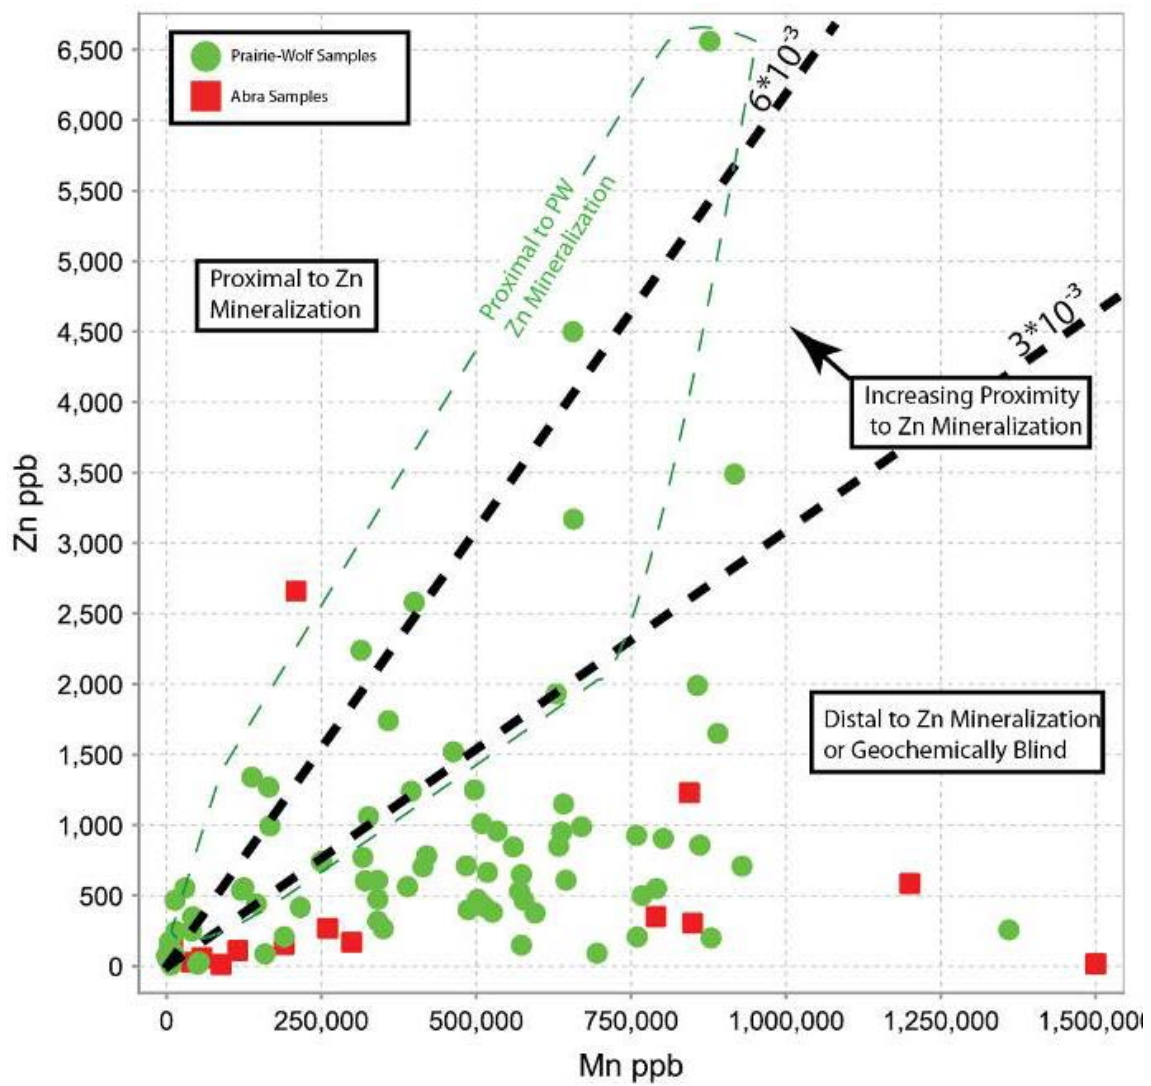 Prairie-Wolf Samples
Abra Samples
6*10-3
3*10-3
Proximal to PW
Zn Mineralization
Proximal to Zn
Mineralization
Increasing Proximity
to Zn Mineralization
Distal to Zn Mineralization
or Geochemically Blind
Zn ppb
6,500
6,000
5,500
5,000
4,500
4,000
3,500
3,000
2,500
2,000
1,500
1,000
500
0
0 250,000 500,000 750,000 1,000,000 1,250,000 1,500,00
Mn ppb